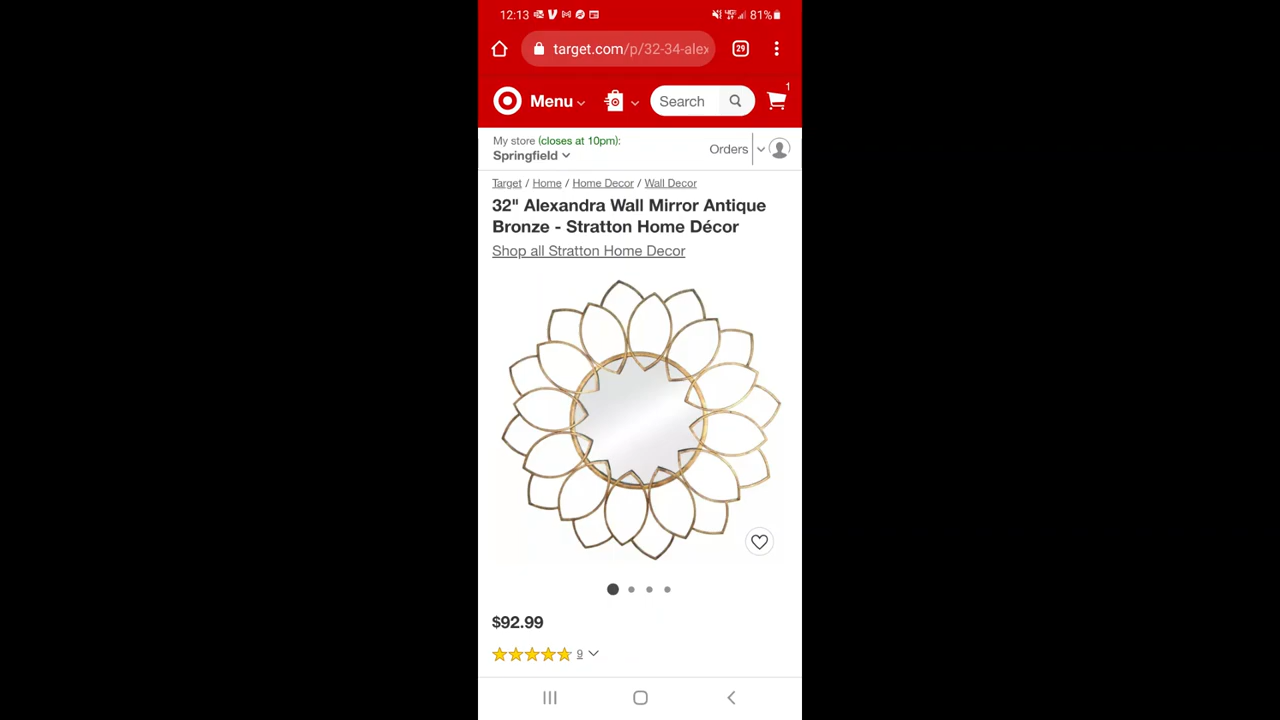 12:13 81%
target.com/p/32-34-alex 29
Menu Search 1
My store (closes at 10pm):
Springfield Orders
Target / Home / Home Decor / Wall Decor
32" Alexandra Wall Mirror Antique
Bronze - Stratton Home Décor
Shop all Stratton Home Decor
$92.99
9